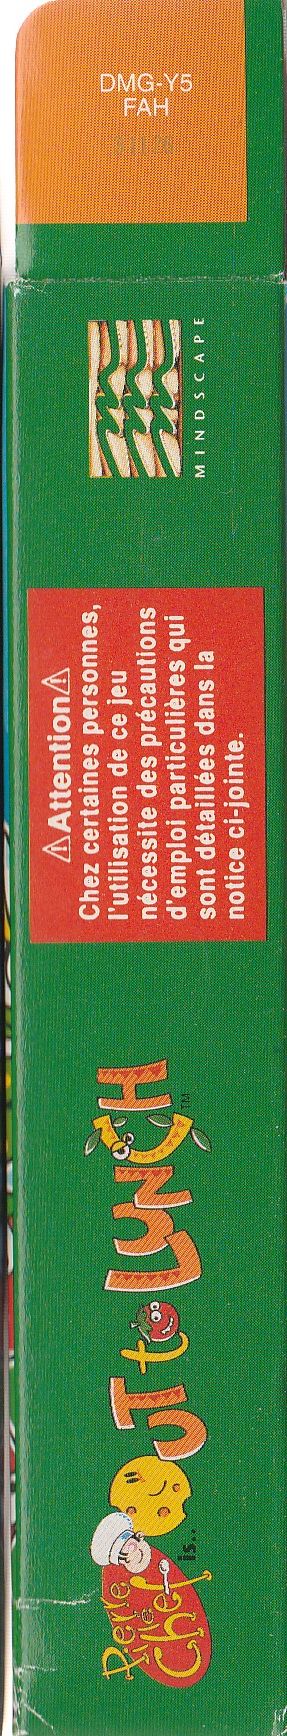 DMG-Y5
FAH
MINDSCAPE
⚠Attention⚠
Chez certaines personnes,
l'utilisation de ce jeu
nécessite des précautions
d'emploi particulières qui
sont détaillées dans la
notice ci-jointe.
Pierre
le
Chef
is..
OUT to LUNCH™